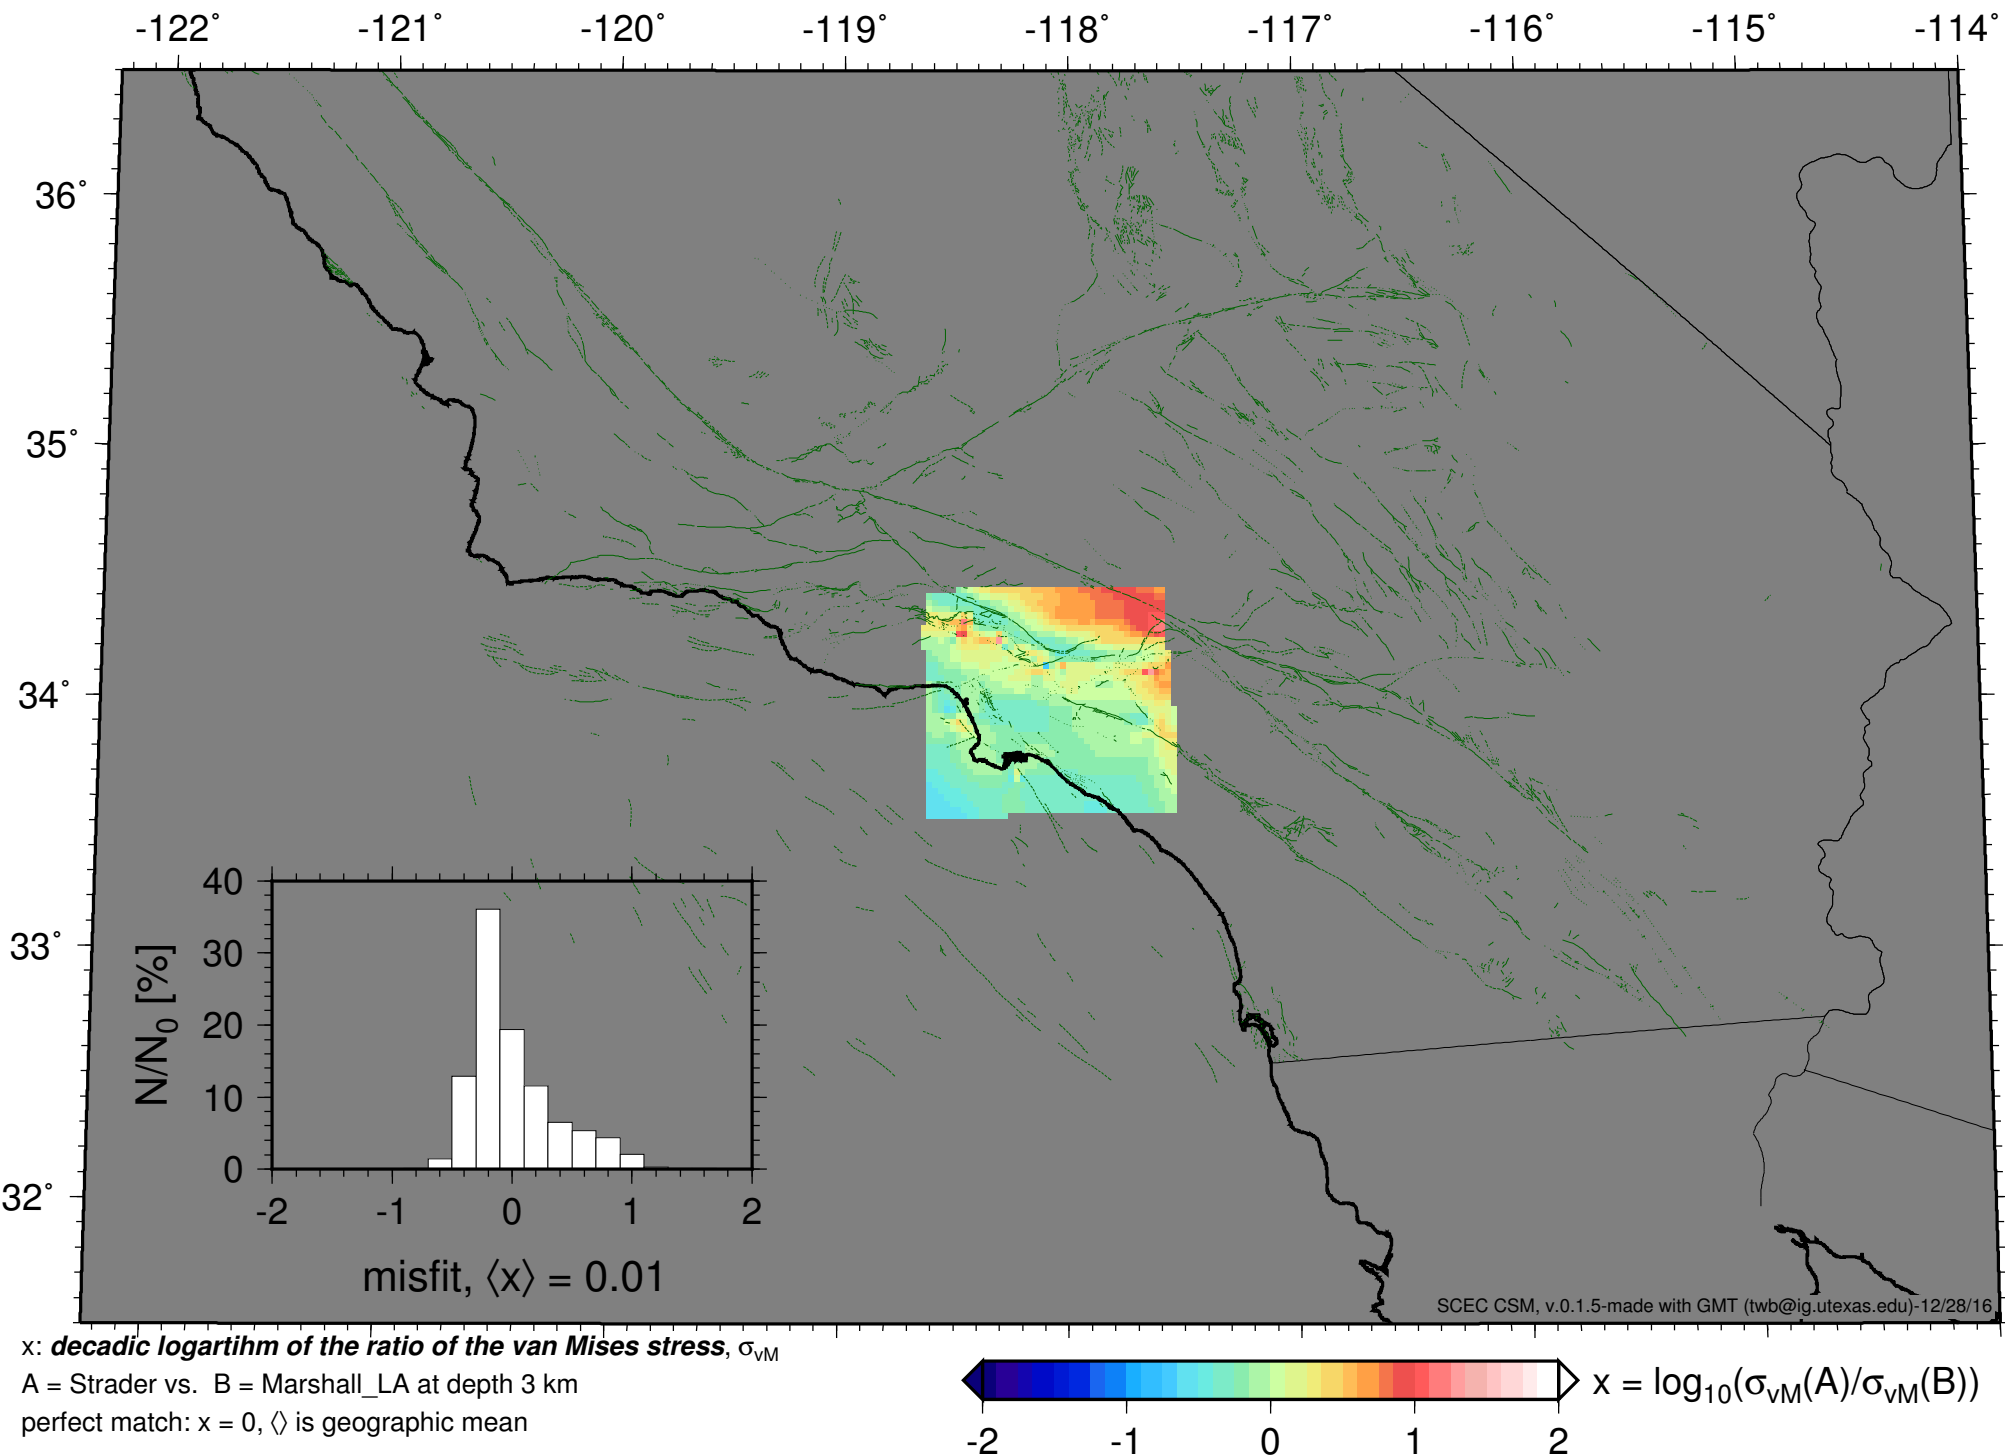 -122° -121° -120° -119° -118° -117° -116° -115° -114°
36°
35°
34°
33°
32°
40
30
20
10
0
N/N0 [%]
-2 -1 0 1 2
misfit, ⟨x⟩ = 0.01
SCEC CSM, v.0.1.5-made with GMT (twb@ig.utexas.edu)-12/28/16
x: decadic logartihm of the ratio of the van Mises stress, σvM
A = Strader vs. B = Marshall_LA at depth 3 km
perfect match: x = 0, ⟨⟩ is geographic mean
x = log10(σvM(A)/σvM(B))
-2 -1 0 1 2